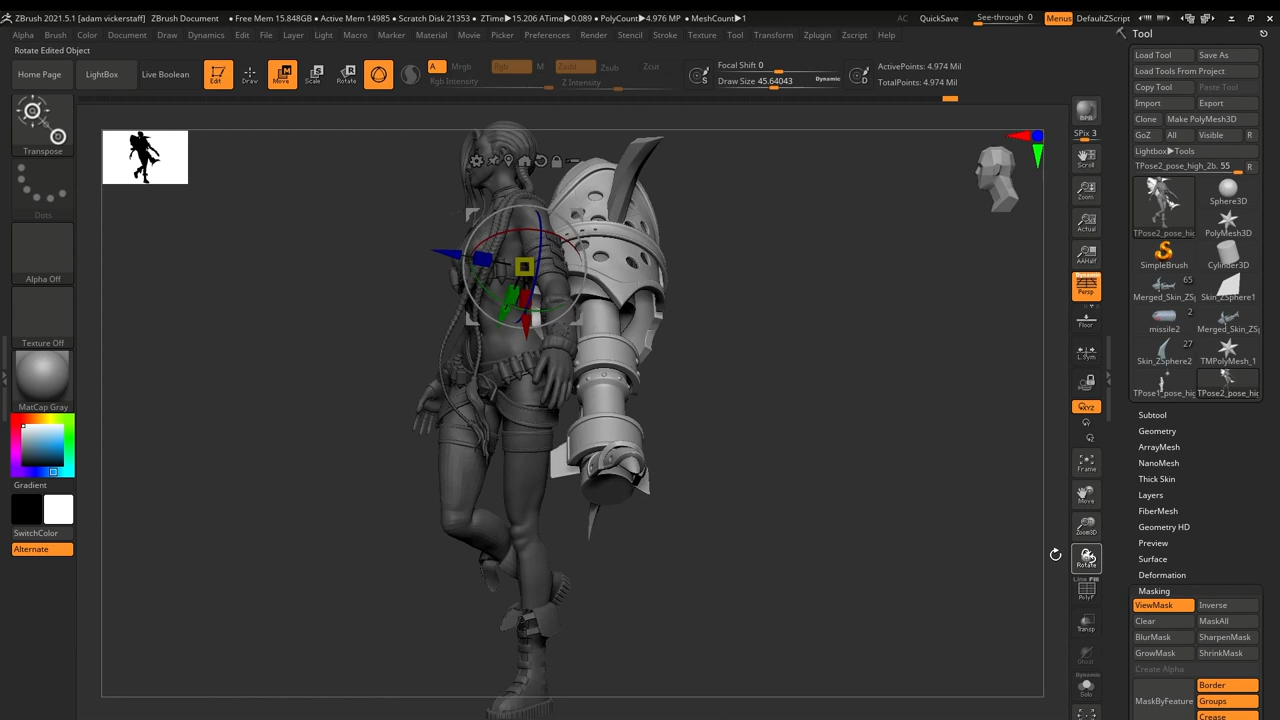 ZBrush 2021.5.1 [adam vickerstaff] ZBrush Document • Free Mem 15.848GB • Active Mem 14985 • Scratch Disk 21353 • ZTime▶15.206 ATime▶0.089 • PolyCount▶4.976 MP • MeshCount▶1 AC QuickSave See-through 0 Menus DefaultZScript
Alpha Brush Color Document Draw Dynamics Edit File Layer Light Macro Marker Material Movie Picker Preferences Render Stencil Stroke Texture Tool Transform Zplugin Zscript Help
Rotate Edited Object
Home Page LightBox Live Boolean Edit Draw Move Scale Rotate A Mrgb Rgb M Zadd Zsub Zcut
Rgb Intensity Z Intensity
S Focal Shift 0
Draw Size 45.64043 Dynamic
D ActivePoints: 4.974 Mil
TotalPoints: 4.974 Mil
Transpose
Dots
Alpha Off
Texture Off
MatCap Gray
Gradient
SwitchColor
Alternate
BPR
SPix 3
Scroll
Zoom
Actual
AAHalf
Dynamic
Persp
Floor
L.Sym
XYZ
Frame
Move
Zoom3D
Rotate
Line Fill
PolyF
Transp
Ghost
Dynamic
Solo
Tool
Load Tool Save As
Load Tools From Project
Copy Tool Paste Tool
Import Export
Clone Make PolyMesh3D
GoZ All Visible R
Lightbox▶Tools
TPose2_pose_high_2b. 55 R
Sphere3D
TPose2_pose_hig PolyMesh3D
SimpleBrush Cylinder3D
65
Merged_Skin_ZSp Skin_ZSphere1
2
missile2 Merged_Skin_ZSp
27
Skin_ZSphere2 TMPolyMesh_1
TPose1_pose_hig TPose2_pose_hig
Subtool
Geometry
ArrayMesh
NanoMesh
Thick Skin
Layers
FiberMesh
Geometry HD
Preview
Surface
Deformation
Masking
ViewMask Inverse
Clear MaskAll
BlurMask SharpenMask
GrowMask ShrinkMask
Create Alpha
Border
MaskByFeature Groups
Crease